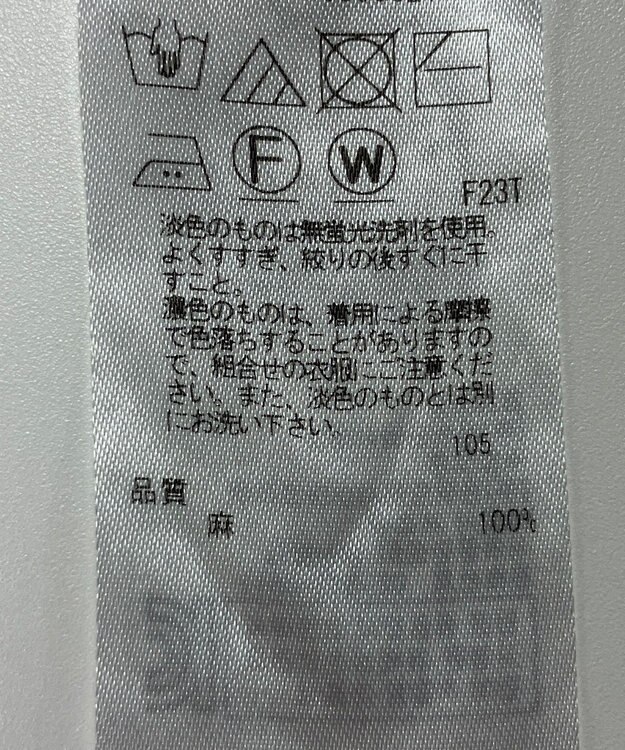 F
W
F23T
淡色のものは無蛍光洗剤を使用。
よくすすぎ、絞りの後すぐに干
すこと。
濃色のものは、着用による摩擦
で色落ちすることがありますの
で、組合せの衣服にご注意くだ
さい。また、淡色のものとは別
にお洗い下さい。
105
品質
麻 100%